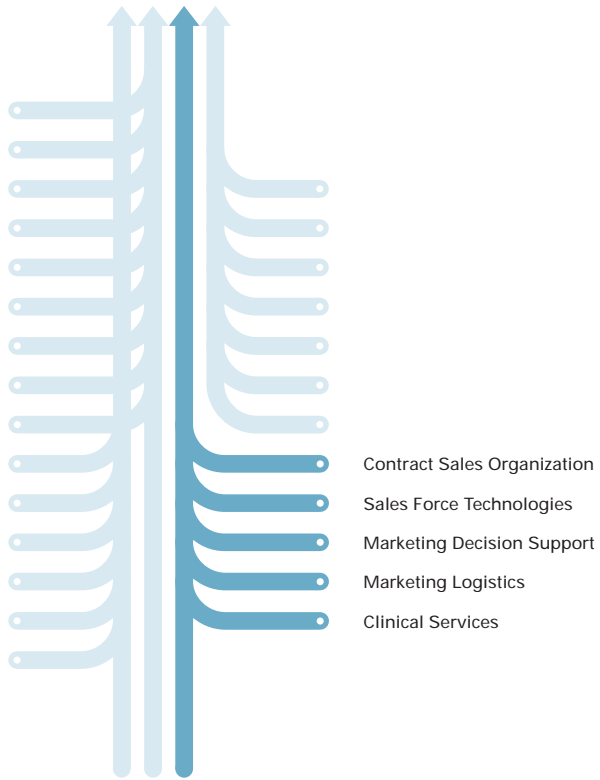 Contract Sales Organization
Sales Force Technologies
Marketing Decision Support
Marketing Logistics
Clinical Services